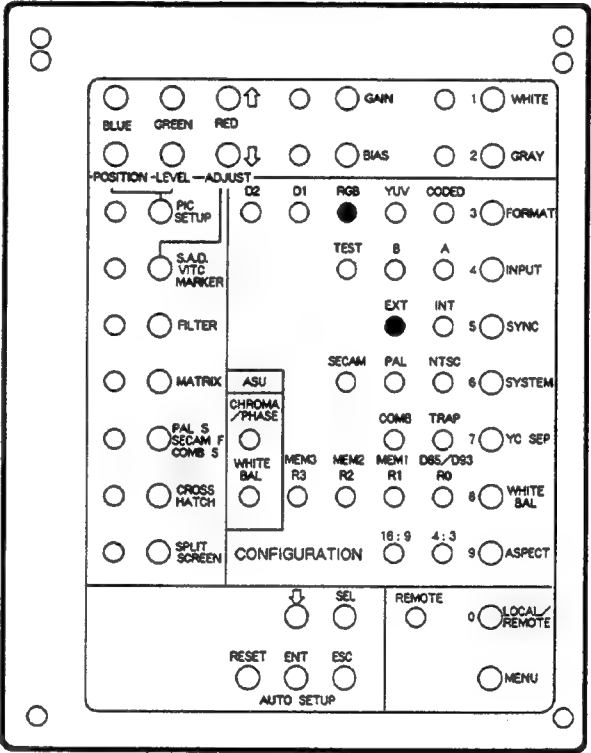 GAIN 1 WHITE
BLUE GREEN RED
BIAS 2 GRAY
POSITION LEVEL ADJUST
D2 D1 RGB YUV CODED
PIC
SETUP
3 FORMAT
TEST B A
S.A.D.
VITC
MARKER
4 INPUT
EXT INT
FILTER
5 SYNC
SECAM PAL NTSC
MATRIX
ASU
6 SYSTEM
CHROMA
/PHASE
COMB TRAP
PAL S
SECAM F
COMB S
7 YC SEP
WHITE
BAL
MEM3 MEM2 MEM1 D65/D93
R3 R2 R1 R0
CROSS
HATCH
8 WHITE
BAL
16:9 4:3
SPLIT
SCREEN
CONFIGURATION
9 ASPECT
SEL REMOTE
0 LOCAL/
REMOTE
RESET ENT ESC
MENU
AUTO SETUP